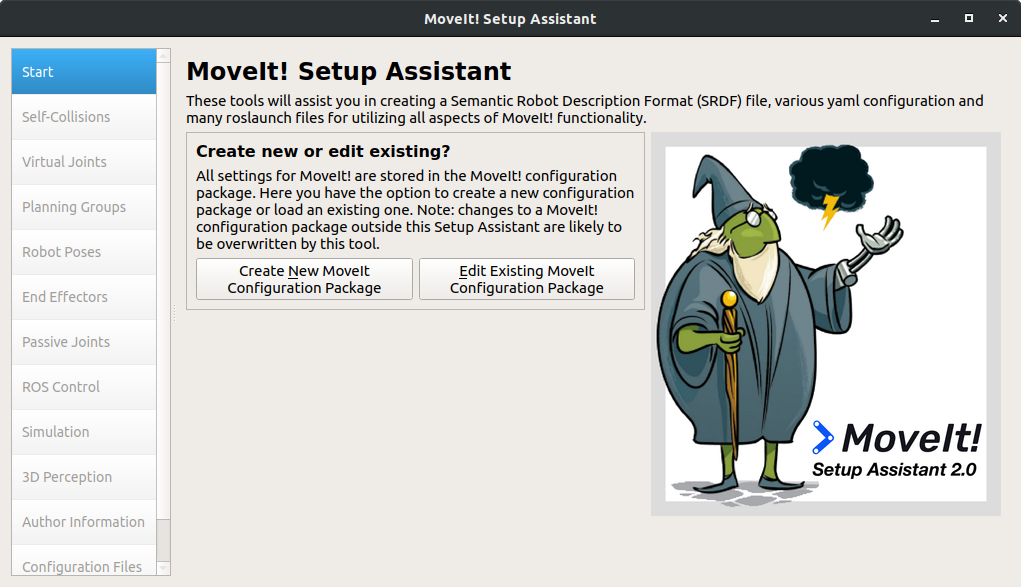 MoveIt! Setup Assistant
Start
Self-Collisions
Virtual Joints
Planning Groups
Robot Poses
End Effectors
Passive Joints
ROS Control
Simulation
3D Perception
Author Information
Configuration Files
MoveIt! Setup Assistant
These tools will assist you in creating a Semantic Robot Description Format (SRDF) file, various yaml configuration and
many roslaunch files for utilizing all aspects of MoveIt! functionality.
Create new or edit existing?
All settings for MoveIt! are stored in the MoveIt! configuration
package. Here you have the option to create a new configuration
package or load an existing one. Note: changes to a MoveIt!
configuration package outside this Setup Assistant are likely to
be overwritten by this tool.
Create New MoveIt
Configuration Package
Edit Existing MoveIt
Configuration Package
MoveIt!
Setup Assistant 2.0